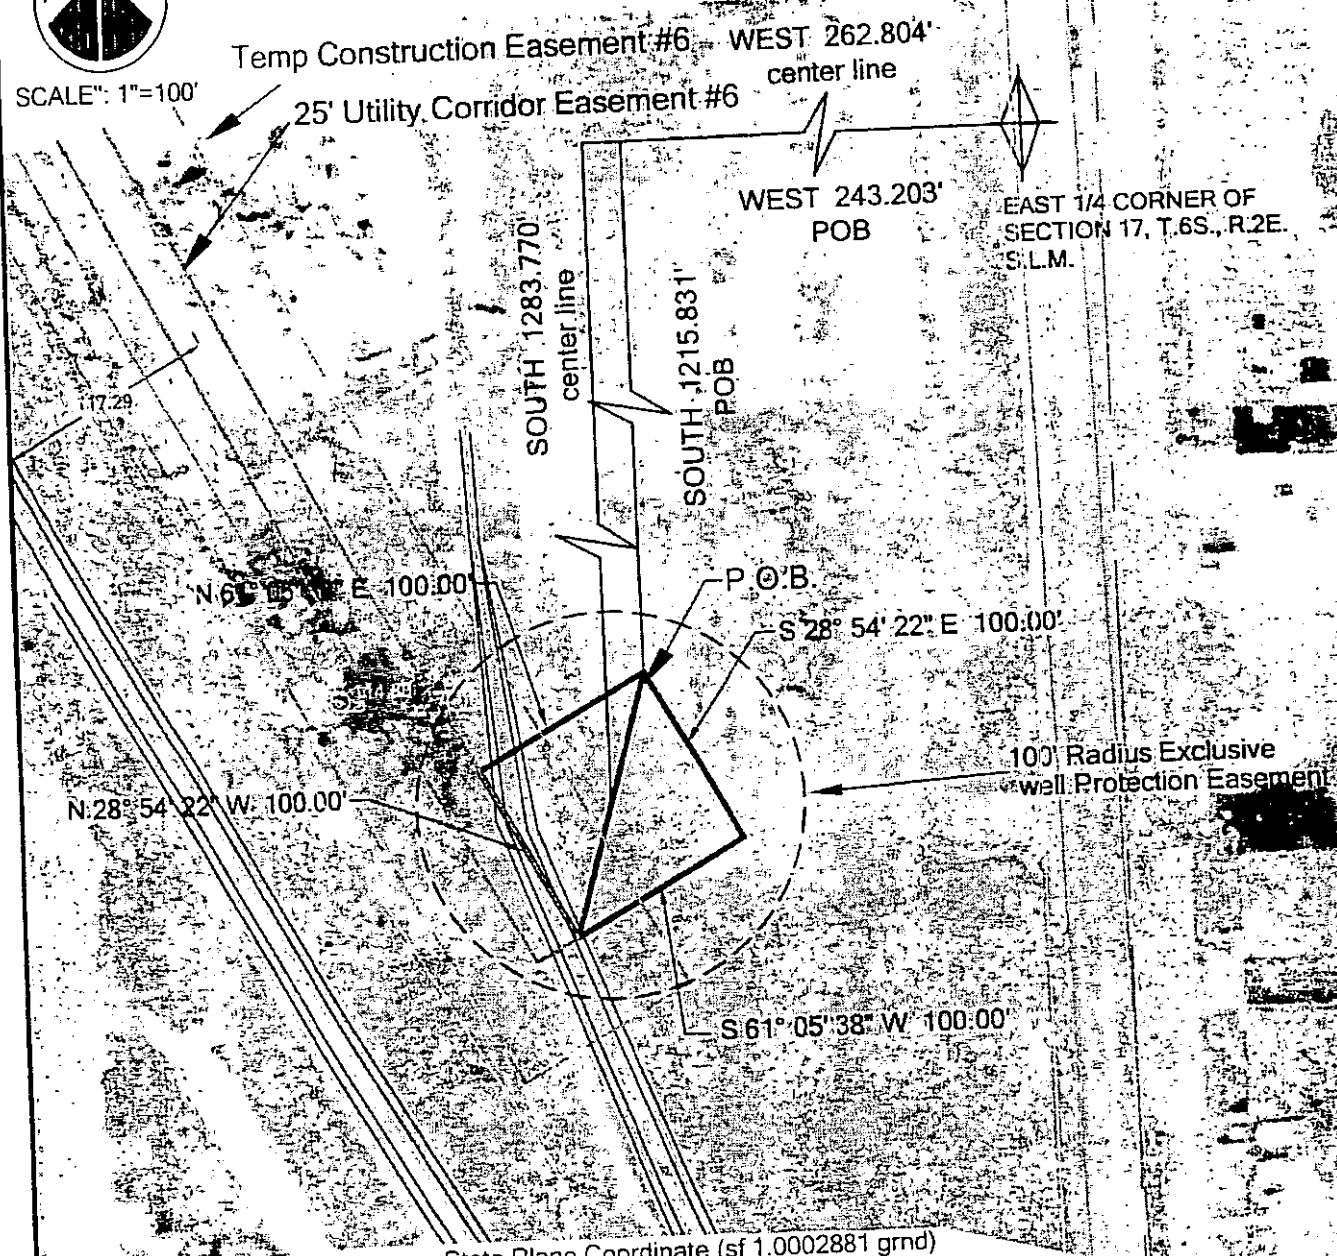 Temp Construction Easement #6
WEST 262.804'
center line
SCALE": 1"=100'
25' Utility Corridor Easement #6
WEST 243.203'
POB
EAST 1/4 CORNER OF
SECTION 17, T.6S., R.2E.
S.L.M.
SOUTH 1283.770'
center line
SOUTH 1215.831'
POB
17.29
E 100.00'
P.O.B.
S 28° 54' 22" E 100.00'
100' Radius Exclusive
well Protection Easement
N 28° 54' 22" W 100.00'
S 61° 05' 38" W 100.00'
State Plane Coordinate (sf 1.0002881 grnd)